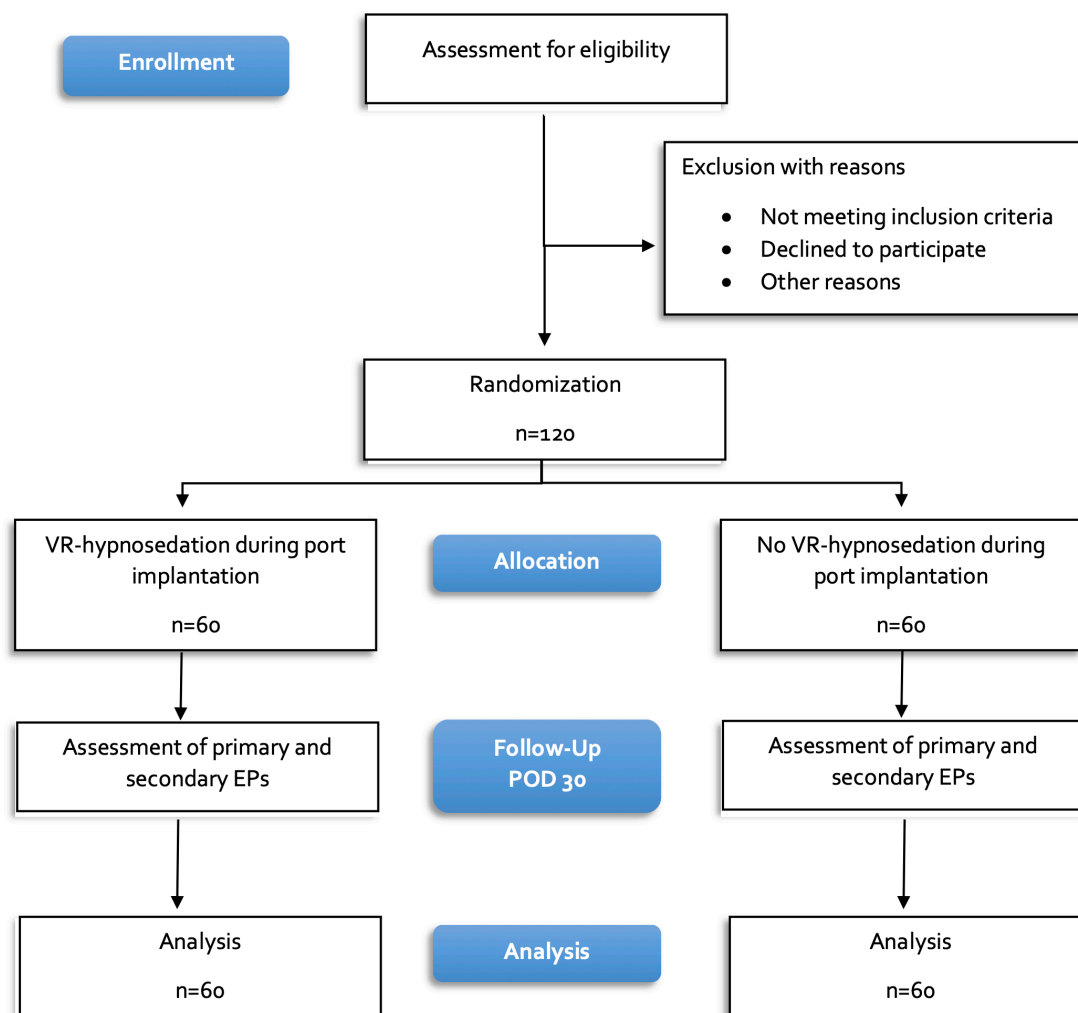 Enrollment
Assessment for eligibility
Exclusion with reasons
• Not meeting inclusion criteria
• Declined to participate
• Other reasons
Randomization
n=120
VR-hypnosedation during port
implantation
n=60
Allocation
No VR-hypnosedation during
port implantation
n=60
Assessment of primary and
secondary EPs
Follow-Up
POD 30
Assessment of primary and
secondary EPs
Analysis
n=60
Analysis
Analysis
n=60